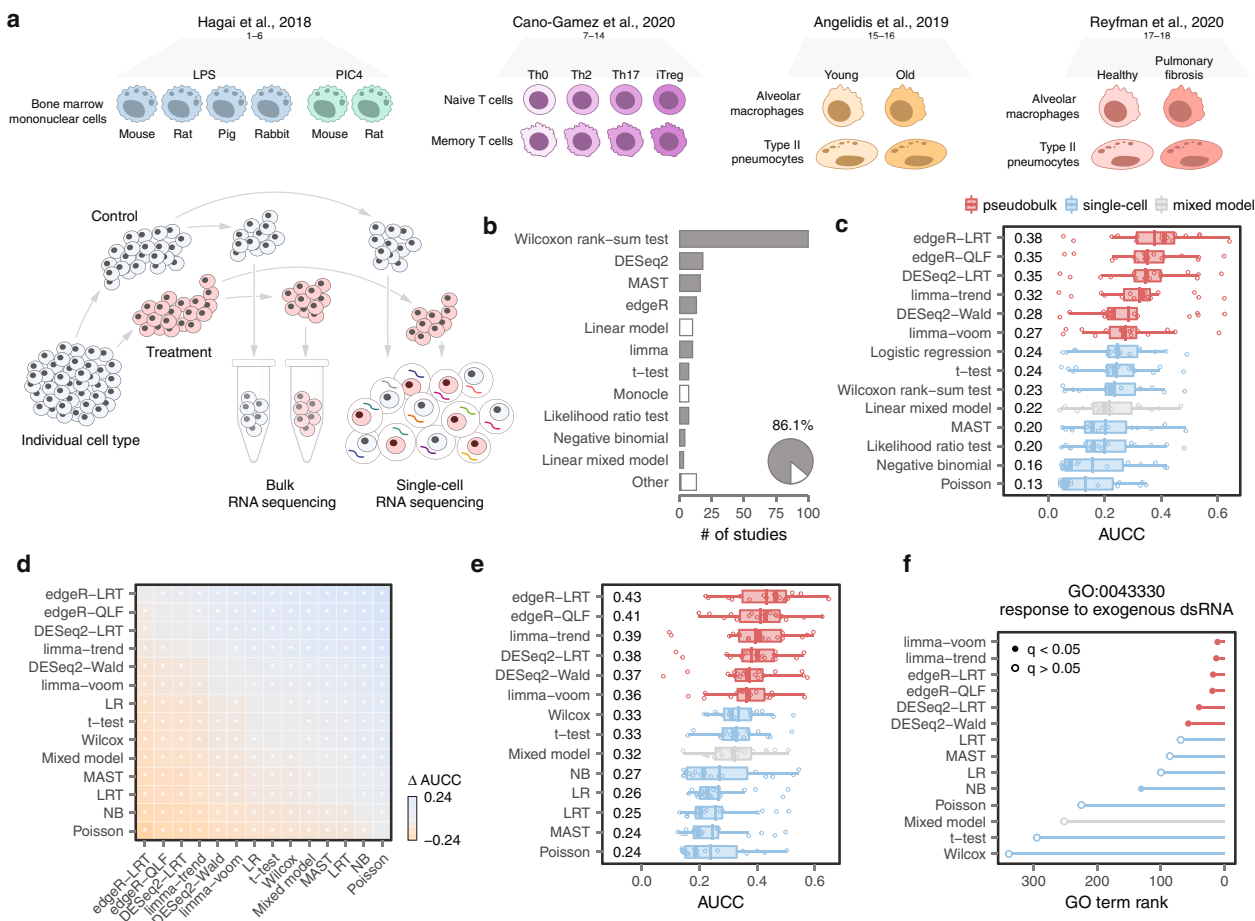 a
Hagai et al., 2018
1–6
LPS
PIC4
Bone marrow
mononuclear cells
Mouse
Rat
Pig
Rabbit
Mouse
Rat
Cano-Gamez et al., 2020
7–14
Th0
Th2
Th17
iTreg
Naive T cells
Memory T cells
Angelidis et al., 2019
15–16
Young
Old
Alveolar
macrophages
Type II
pneumocytes
Reyfman et al., 2020
17–18
Healthy
Pulmonary
fibrosis
Alveolar
macrophages
Type II
pneumocytes
Control
Treatment
Individual cell type
Bulk
RNA sequencing
Single-cell
RNA sequencing
b
Wilcoxon rank−sum test
DESeq2
MAST
edgeR
Linear model
limma
t−test
Monocle
Likelihood ratio test
Negative binomial
Linear mixed model
Other
86.1%
0 25 50 75 100
# of studies
c
pseudobulk single-cell mixed model
edgeR−LRT 0.38
edgeR−QLF 0.35
DESeq2−LRT 0.35
limma−trend 0.32
DESeq2−Wald 0.28
limma−voom 0.27
Logistic regression 0.24
t−test 0.24
Wilcoxon rank−sum test 0.23
Linear mixed model 0.22
MAST 0.20
Likelihood ratio test 0.20
Negative binomial 0.16
Poisson 0.13
0.0 0.2 0.4 0.6
AUCC
d
edgeR−LRT
edgeR−QLF
DESeq2−LRT
limma−trend
DESeq2−Wald
limma−voom
LR
t−test
Wilcox
Mixed model
MAST
LRT
NB
Poisson
edgeR−LRT
edgeR−QLF
DESeq2−LRT
limma−trend
DESeq2−Wald
limma−voom
LR
t−test
Wilcox
Mixed model
MAST
LRT
NB
Poisson
Δ AUCC
0.24
−0.24
e
edgeR−LRT 0.43
edgeR−QLF 0.41
limma−trend 0.39
DESeq2−LRT 0.38
DESeq2−Wald 0.37
limma−voom 0.36
Wilcox 0.33
t−test 0.33
Mixed model 0.32
NB 0.27
LR 0.26
LRT 0.25
MAST 0.24
Poisson 0.24
0.0 0.2 0.4 0.6
AUCC
f
GO:0043330
response to exogenous dsRNA
q < 0.05
q > 0.05
limma−voom
limma−trend
edgeR−LRT
edgeR−QLF
DESeq2−LRT
DESeq2−Wald
LRT
MAST
LR
NB
Poisson
Mixed model
t−test
Wilcox
300 200 100 0
GO term rank